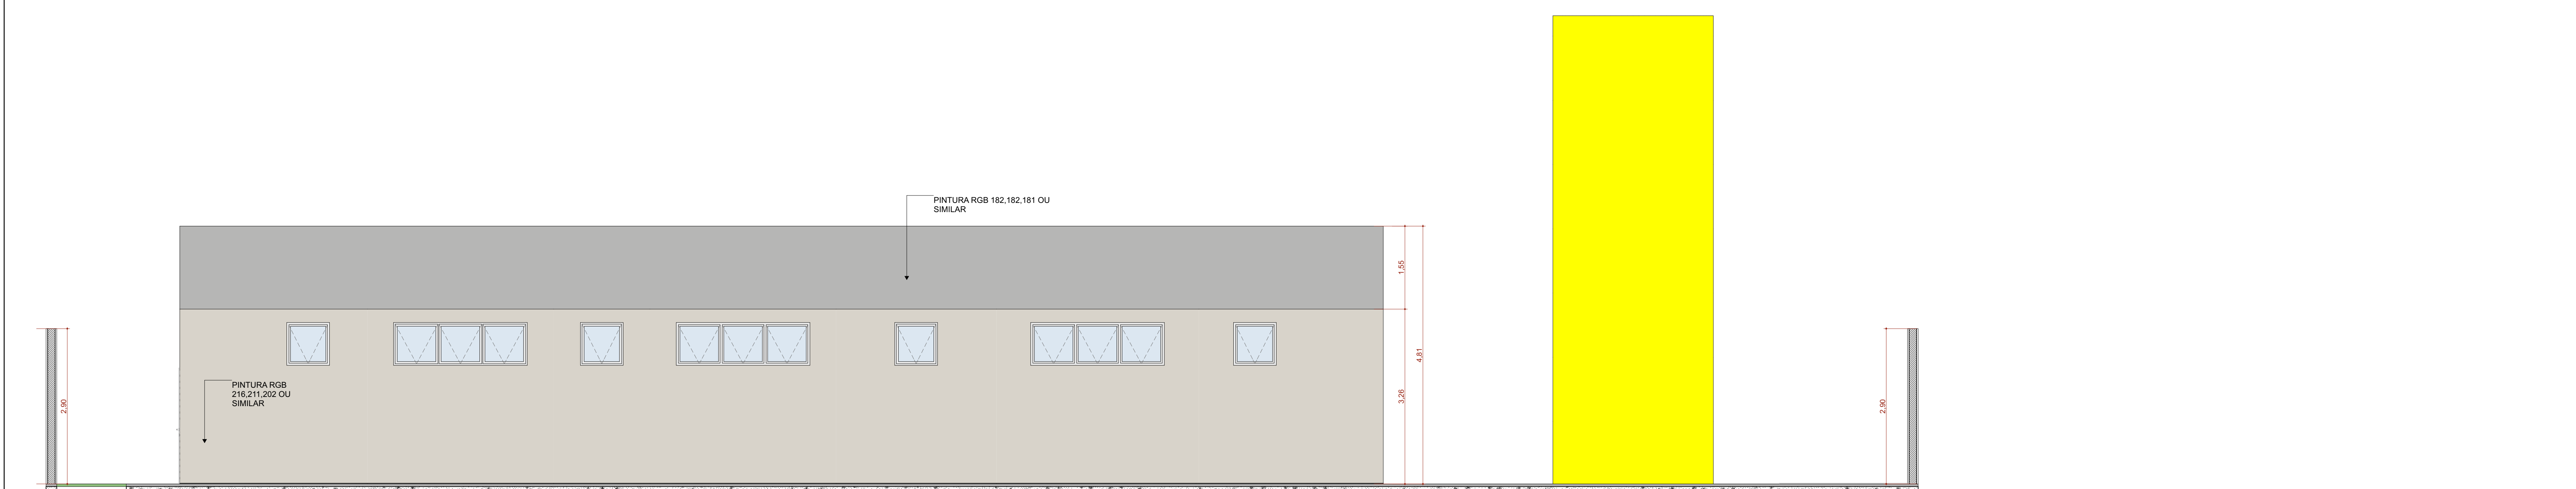 PINTURA RGB 182,182,181 OU
SIMILAR
1,55
4,81
PINTURA RGB
216,211,202 OU
SIMILAR
2,90
3,26
2,90